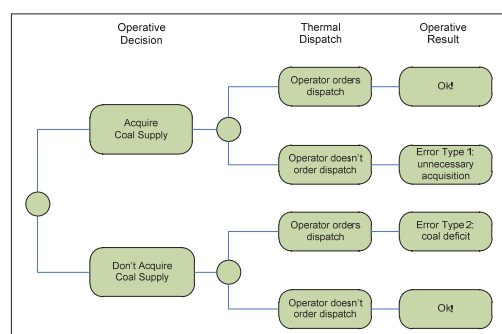 Operative
Decision
Thermal
Dispatch
Operative
Result
Operator orders
dispatch
Ok!
Acquire
Coal Supply
Operator doesn't
order dispatch
Error Type 1:
unnecessary
acquisition
Operator orders
dispatch
Error Type 2:
coal deficit
Don't Acquire
Coal Supply
Operator doesn't
order dispatch
Ok!